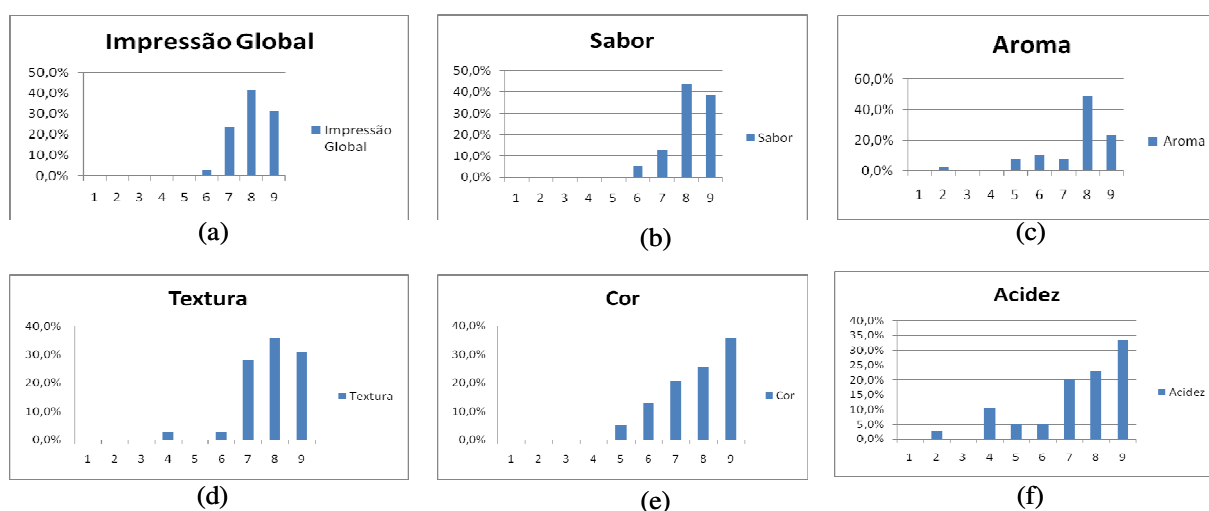 Impressão Global
50,0%
40,0%
30,0%
20,0%
10,0%
0,0%
1 2 3 4 5 6 7 8 9
Impressão
Global
(a)
Sabor
50,0%
40,0%
30,0%
20,0%
10,0%
0,0%
1 2 3 4 5 6 7 8 9
Sabor
(b)
Aroma
60,0%
40,0%
20,0%
0,0%
1 2 3 4 5 6 7 8 9
Aroma
(c)
Textura
40,0%
30,0%
20,0%
10,0%
0,0%
1 2 3 4 5 6 7 8 9
Textura
(d)
Cor
40,0%
30,0%
20,0%
10,0%
0,0%
1 2 3 4 5 6 7 8 9
Cor
(e)
Acidez
40,0%
35,0%
30,0%
25,0%
20,0%
15,0%
10,0%
5,0%
0,0%
1 2 3 4 5 6 7 8 9
Acidez
(f)